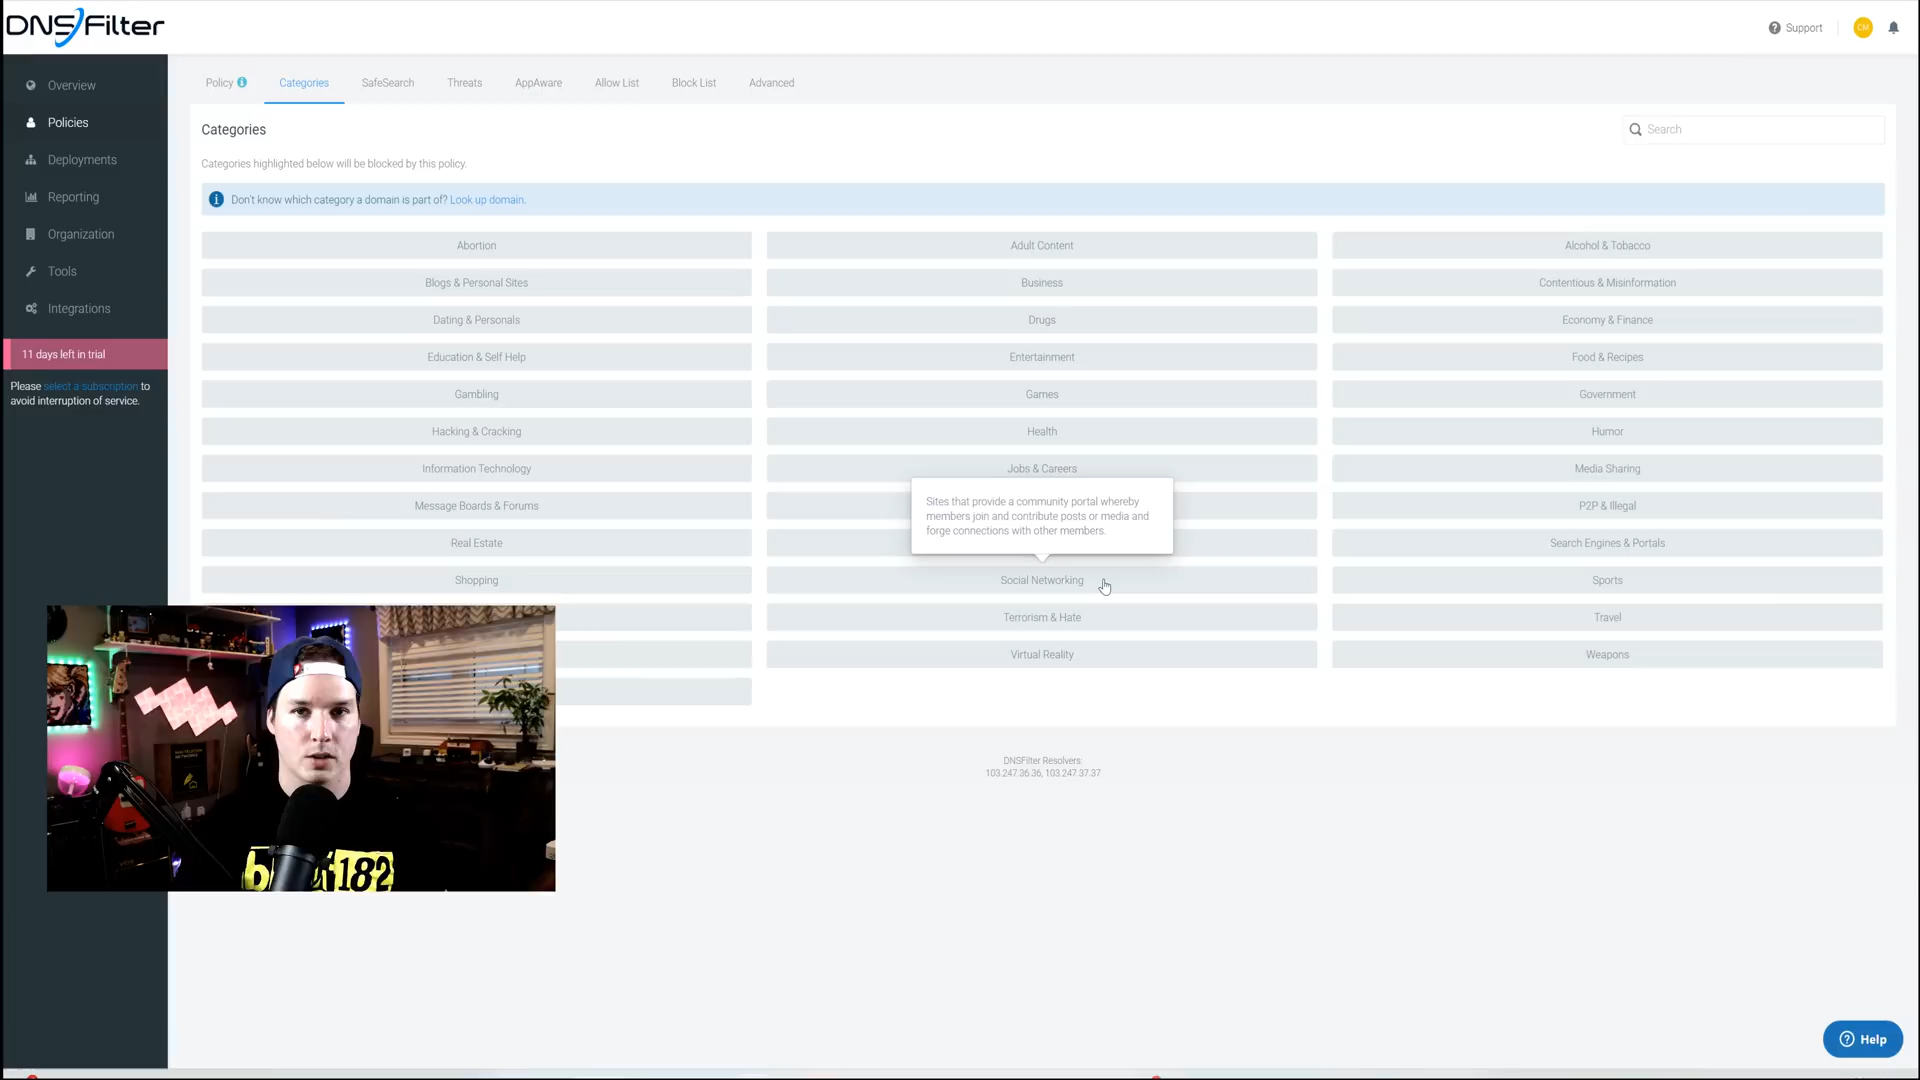 DNSFilter
Support
CM
Overview
Policies
Deployments
Reporting
Organization
Tools
Integrations
11 days left in trial
Please select a subscription to
avoid interruption of service.
Policy
Categories
SafeSearch
Threats
AppAware
Allow List
Block List
Advanced
Categories
Search
Categories highlighted below will be blocked by this policy.
Don't know which category a domain is part of? Look up domain.
Abortion
Adult Content
Alcohol & Tobacco
Blogs & Personal Sites
Business
Contentious & Misinformation
Dating & Personals
Drugs
Economy & Finance
Education & Self Help
Entertainment
Food & Recipes
Gambling
Games
Government
Hacking & Cracking
Health
Humor
Information Technology
Jobs & Careers
Media Sharing
Message Boards & Forums
Sites that provide a community portal whereby
members join and contribute posts or media and
forge connections with other members.
P2P & Illegal
Real Estate
Search Engines & Portals
Shopping
Social Networking
Sports
Terrorism & Hate
Travel
Virtual Reality
Weapons
182
DNSFilter Resolvers:
103.247.36.36, 103.247.37.37
Help